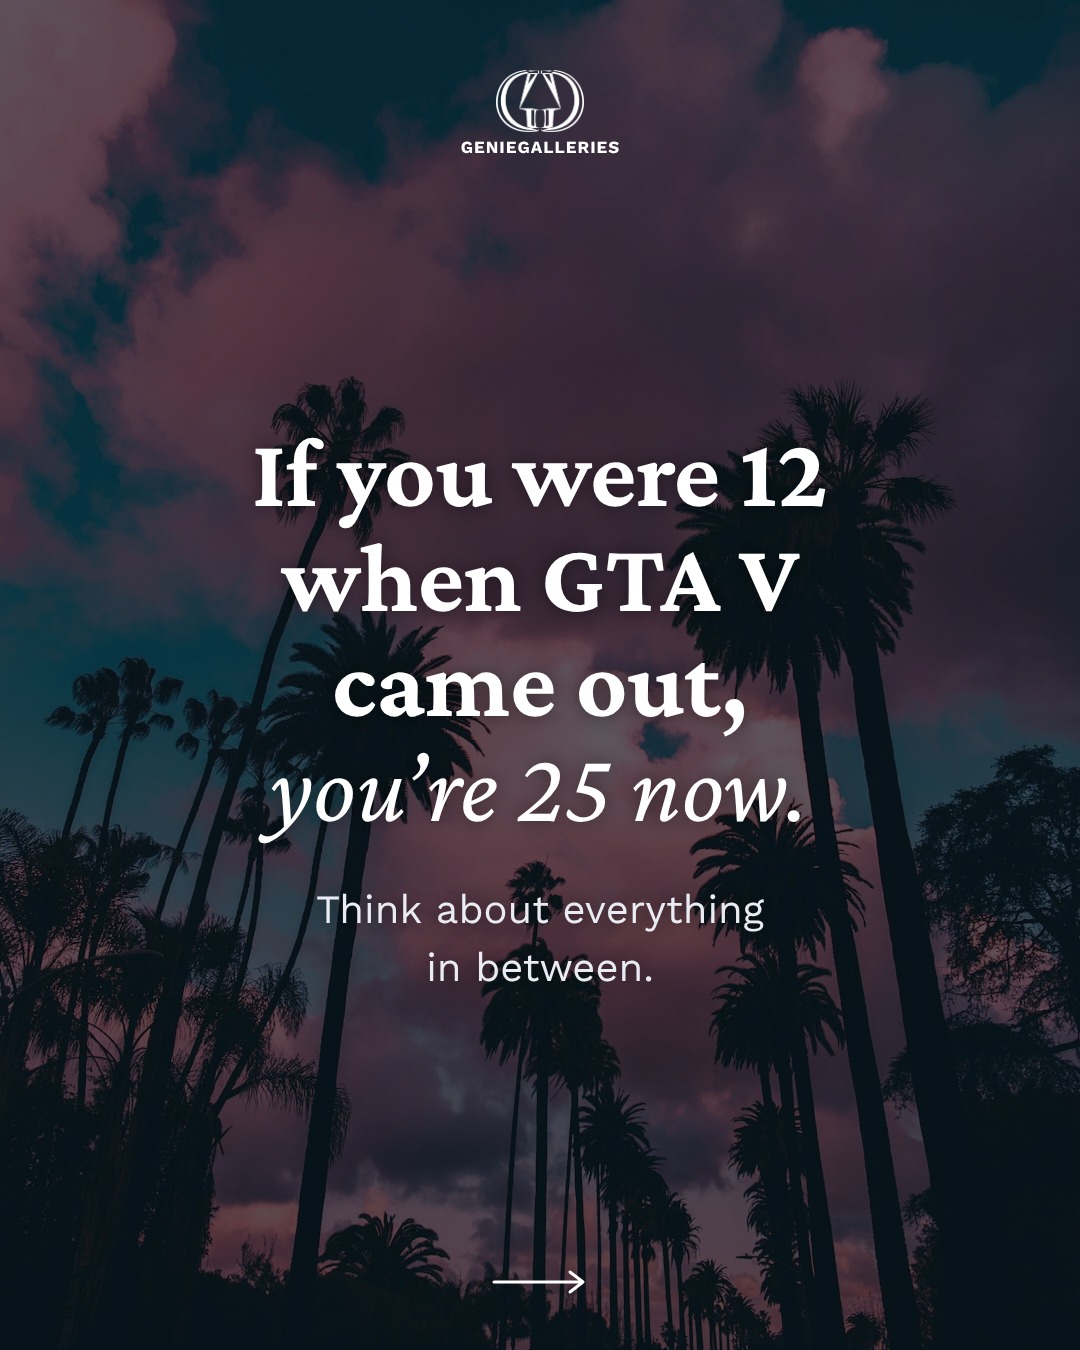 GENIEGALLERIES
If you were 12
when GTA V
came out,
you’re 25 now.
Think about everything
in between.